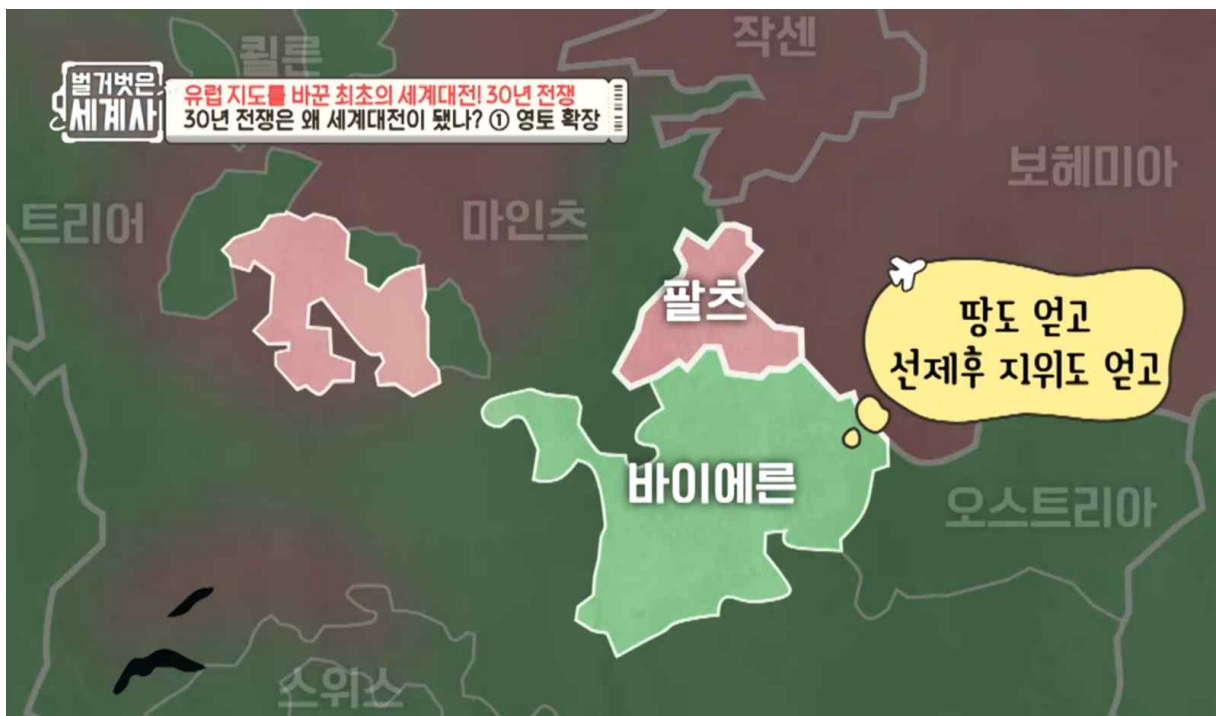 쾰른
작센
벌거벗은
세계사
유럽 지도를 바꾼 최초의 세계대전! 30년 전쟁
30년 전쟁은 왜 세계대전이 됐나? ① 영토 확장
보헤미아
트리어
마인츠
팔츠
땅도 얻고
선제후 지위도 얻고
바이에른
오스트리아
스위스